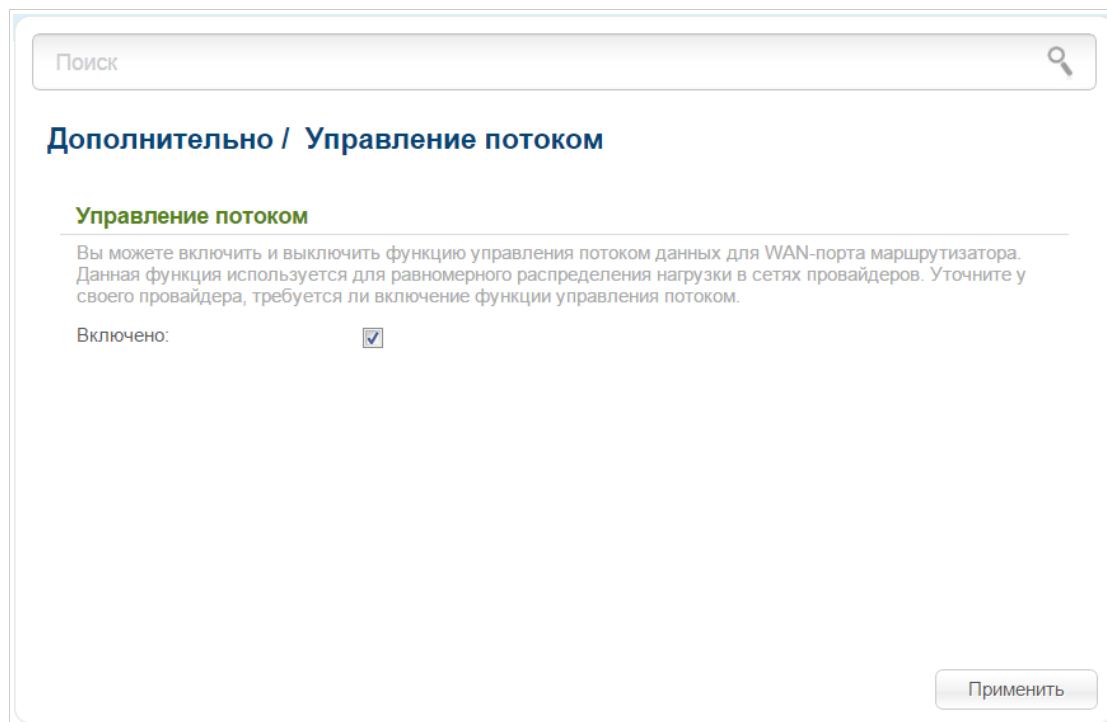 Поиск
Дополнительно / Управление потоком
Управление потоком
Вы можете включить и выключить функцию управления потоком данных для WAN-порта маршрутизатора.
Данная функция используется для равномерного распределения нагрузки в сетях провайдеров. Уточните у
своего провайдера, требуется ли включение функции управления потоком.
Включено:
Применить